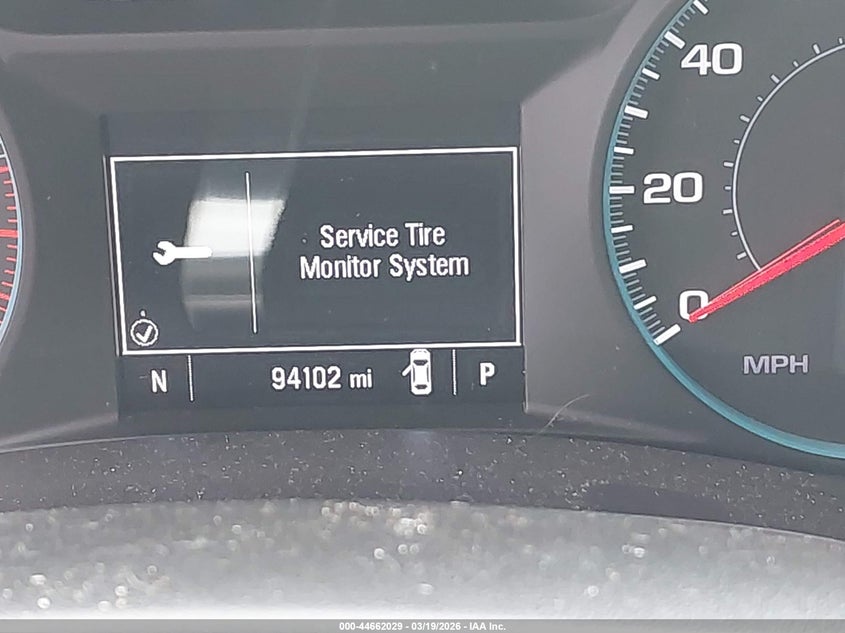 40
20
0
MPH
Service Tire
Monitor System
N
94102 mi
P
000-44662029 - 03/19/2026 - IAA Inc.